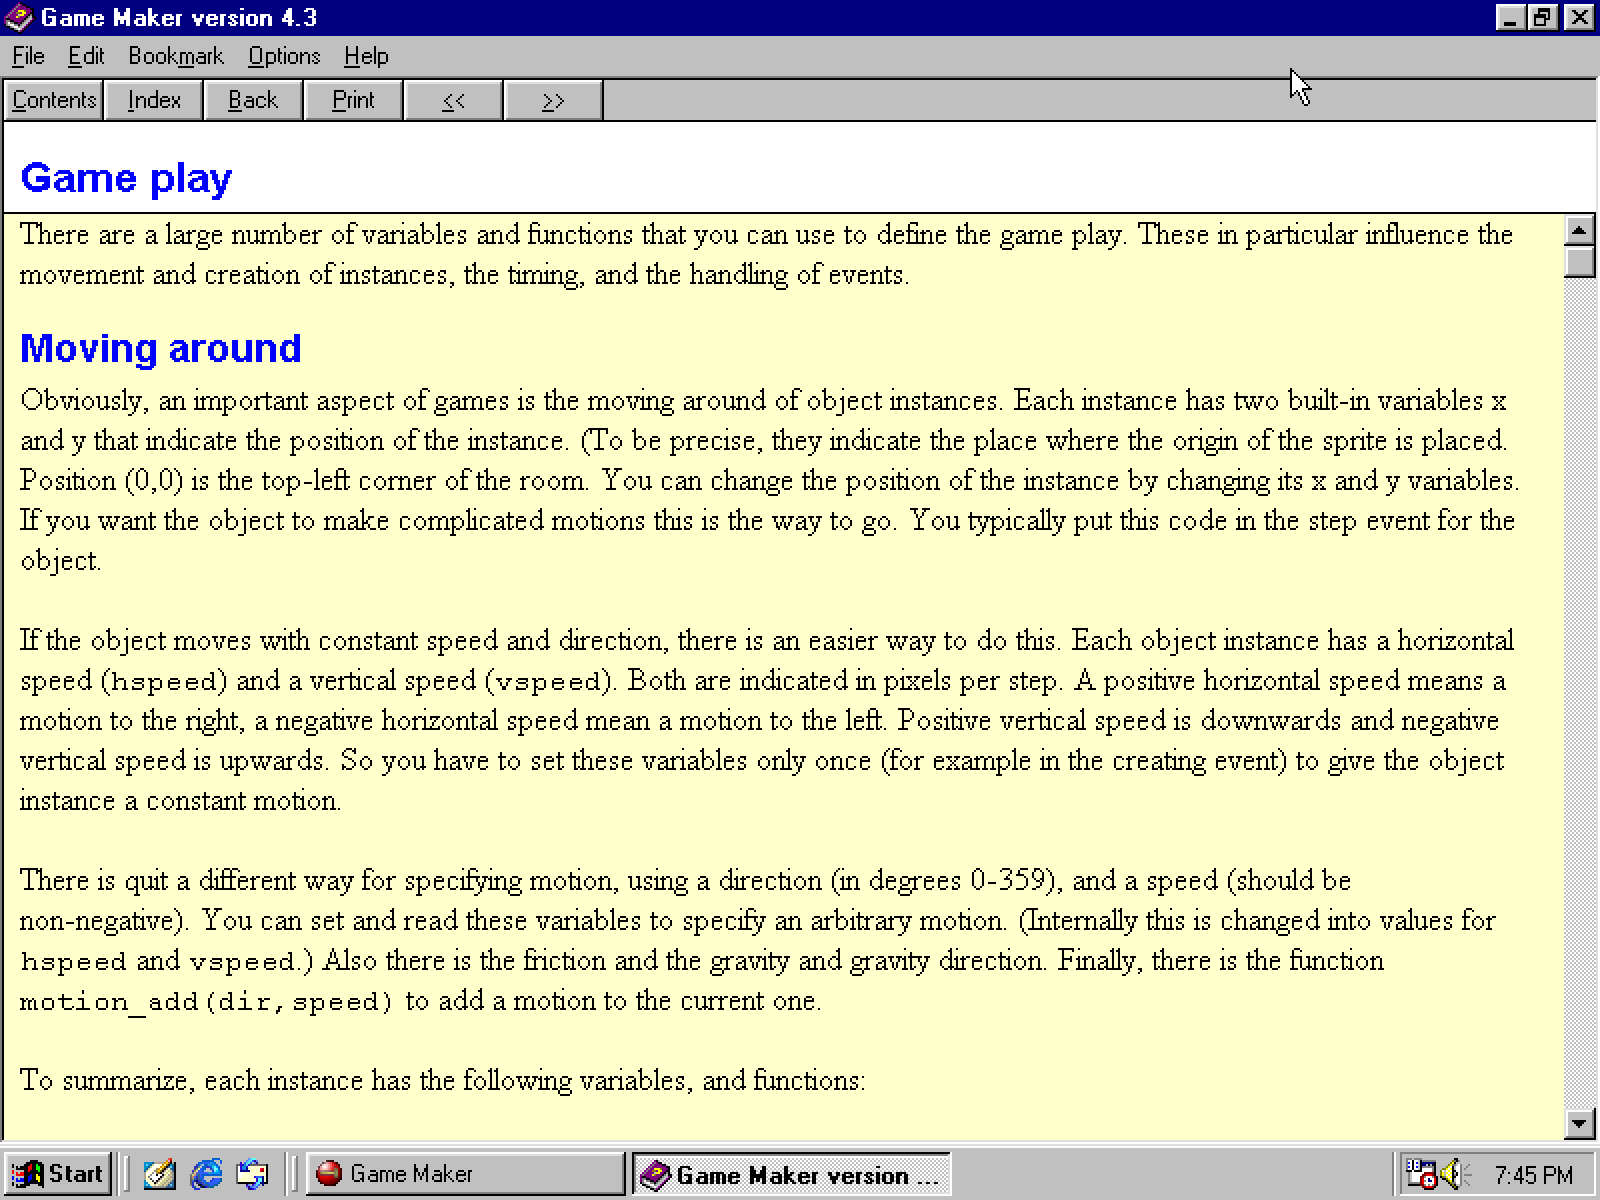 Game Maker version 4.3
File Edit Bookmark Options Help
Contents Index Back Print << >>
Game play
There are a large number of variables and functions that you can use to define the game play. These in particular influence the
movement and creation of instances, the timing, and the handling of events.
Moving around
Obviously, an important aspect of games is the moving around of object instances. Each instance has two built-in variables x
and y that indicate the position of the instance. (To be precise, they indicate the place where the origin of the sprite is placed.
Position (0,0) is the top-left corner of the room. You can change the position of the instance by changing its x and y variables.
If you want the object to make complicated motions this is the way to go. You typically put this code in the step event for the
object.
If the object moves with constant speed and direction, there is an easier way to do this. Each object instance has a horizontal
speed (hspeed) and a vertical speed (vspeed). Both are indicated in pixels per step. A positive horizontal speed means a
motion to the right, a negative horizontal speed mean a motion to the left. Positive vertical speed is downwards and negative
vertical speed is upwards. So you have to set these variables only once (for example in the creating event) to give the object
instance a constant motion.
There is quit a different way for specifying motion, using a direction (in degrees 0-359), and a speed (should be
non-negative). You can set and read these variables to specify an arbitrary motion. (Internally this is changed into values for
hspeed and vspeed.) Also there is the friction and the gravity and gravity direction. Finally, there is the function
motion_add(dir,speed) to add a motion to the current one.
To summarize, each instance has the following variables, and functions:
Start Game Maker Game Maker version ... 7:45 PM